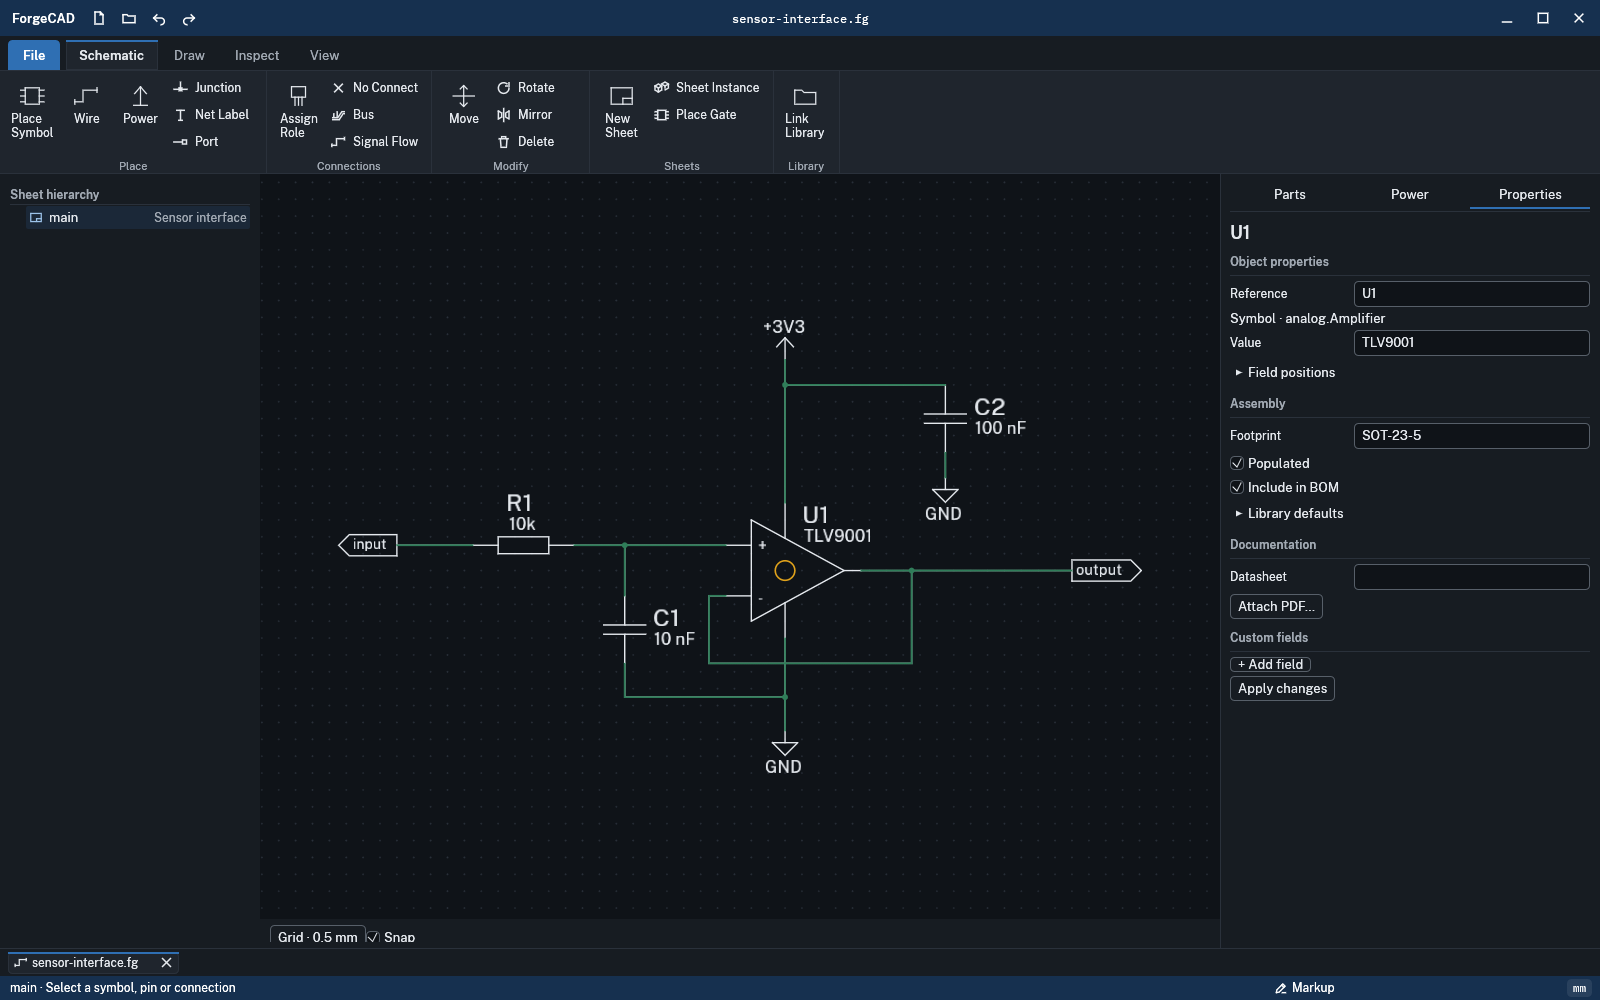 ForgeCAD
sensor-interface.fg
File
Schematic
Draw
Inspect
View
Place Symbol
Wire
Power
Junction
Net Label
Port
Place
Assign Role
No Connect
Bus
Signal Flow
Connections
Move
Rotate
Mirror
Delete
Modify
New Sheet
Sheet Instance
Place Gate
Sheets
Link Library
Library
Sheet hierarchy
main Sensor interface
+3V3
C2
100 nF
GND
R1
10k
input
U1
TLV9001
+
-
output
C1
10 nF
GND
Grid · 0.5 mm
Snap
Parts
Power
Properties
U1
Object properties
Reference U1
Symbol · analog.Amplifier
Value TLV9001
Field positions
Assembly
Footprint SOT-23-5
Populated
Include in BOM
Library defaults
Documentation
Datasheet
Attach PDF...
Custom fields
+ Add field
Apply changes
sensor-interface.fg
main · Select a symbol, pin or connection
Markup
mm